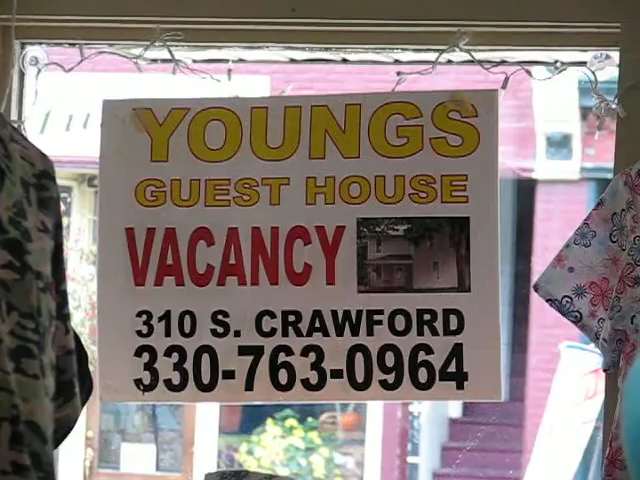 YOUNGS
GUEST HOUSE
VACANCY
310 S. CRAWFORD
330-763-0964